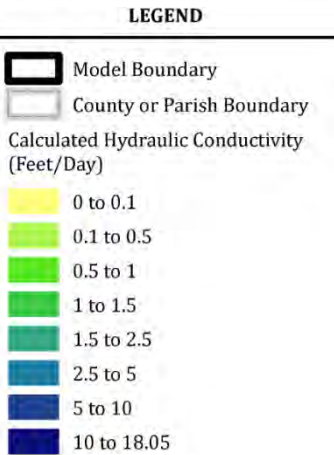 LEGEND
Model Boundary
County or Parish Boundary
Calculated Hydraulic Conductivity
(Feet/Day)
0 to 0.1
0.1 to 0.5
0.5 to 1
1 to 1.5
1.5 to 2.5
2.5 to 5
5 to 10
10 to 18.05